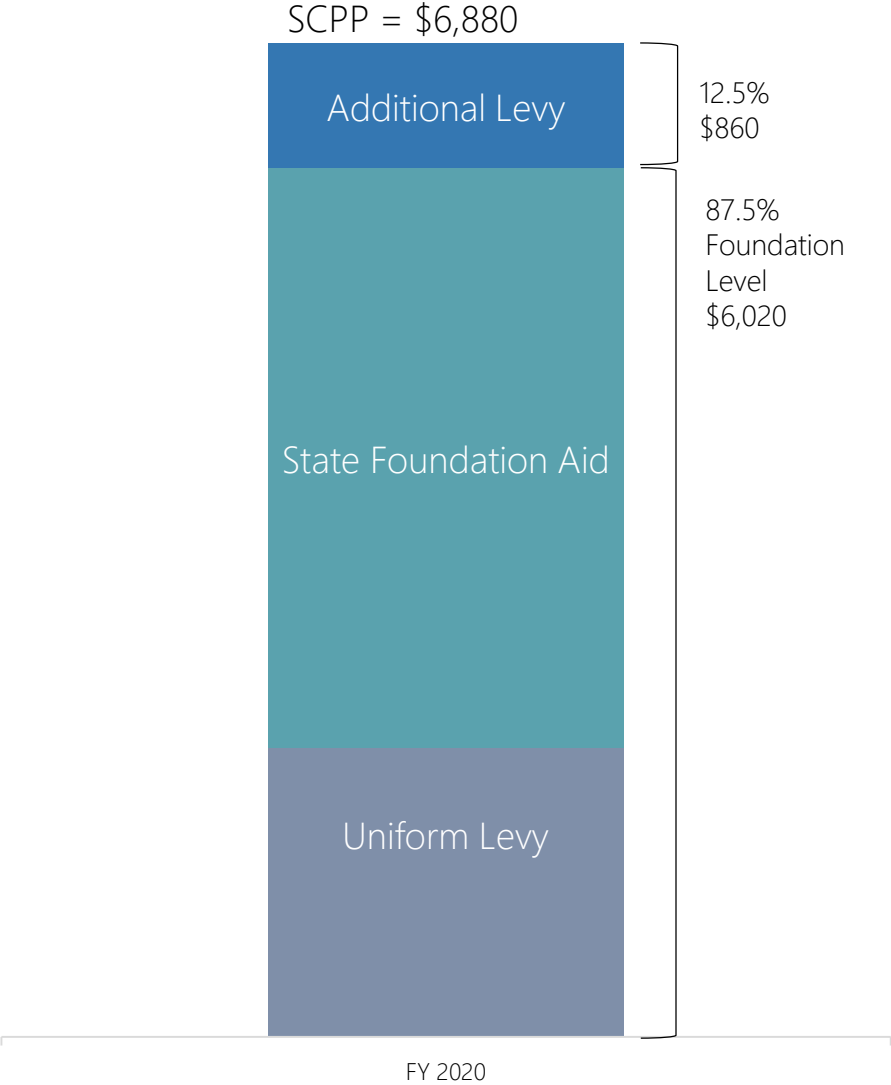 SCPP = $6,880
Additional Levy
12.5%
$860
87.5%
Foundation
Level
$6,020
State Foundation Aid
Uniform Levy
FY 2020